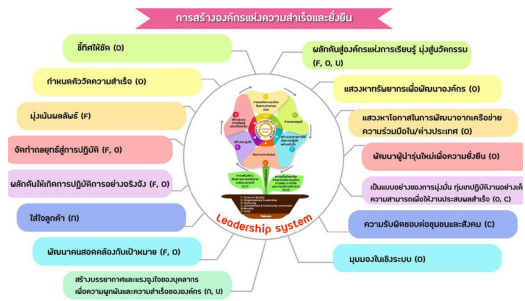 การสร้างองค์กรแห่งความสำเร็จและยั่งยืน
ชี้ทิศให้ชัด (O)
กำหนดตัววัดความสำเร็จ (O)
มุ่งเน้นผลลัพธ์ (F)
จัดทำกลยุทธ์สู่การปฏิบัติ (F, O)
ผลักดันให้เกิดการปฏิบัติการอย่างจริงจัง (F, O)
ใส่ใจลูกค้า (ก)
พัฒนาคนสอดคล้องกับเป้าหมาย (F, O)
สร้างบรรยากาศและแรงจูงใจของบุคลากร
เพื่อความผูกพันและความสำเร็จขององค์กร (ก, U)
ผลักดันสู่องค์กรแห่งการเรียนรู้ มุ่งสู่นวัตกรรม
(F, O, U)
แสวงหาทรัพยากรเพื่อพัฒนาองค์กร (O)
แสวงหาโอกาสในการพัฒนาจากเครือข่าย
ความร่วมมือใน/ต่างประเทศ (O)
พัฒนาผู้นำรุ่นใหม่เพื่อความยั่งยืน (O)
เป็นแบบอย่างของการมุ่งมั่น ทุ่มเทปฏิบัติงานอย่างเต็
ความสามารถเพื่อให้งานประสบผลสำเร็จ (O, C)
ความรับผิดชอบต่อชุมชนและสังคม (C)
มุมมองในเชิงระบบ (O)
Values
Leadership system